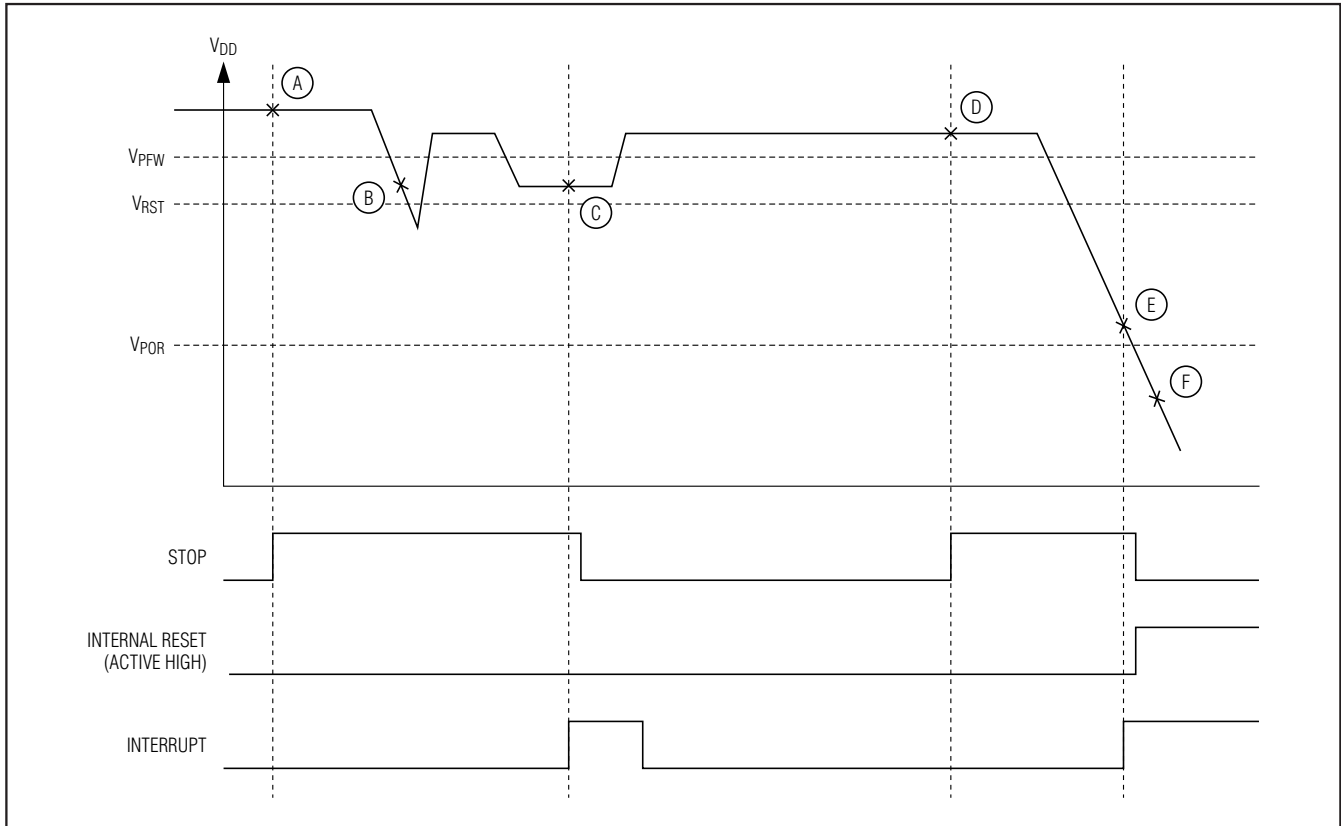 VDD
A
D
VPFW
B
VRST
C
E
VPOR
F
STOP
INTERNAL RESET
(ACTIVE HIGH)
INTERRUPT